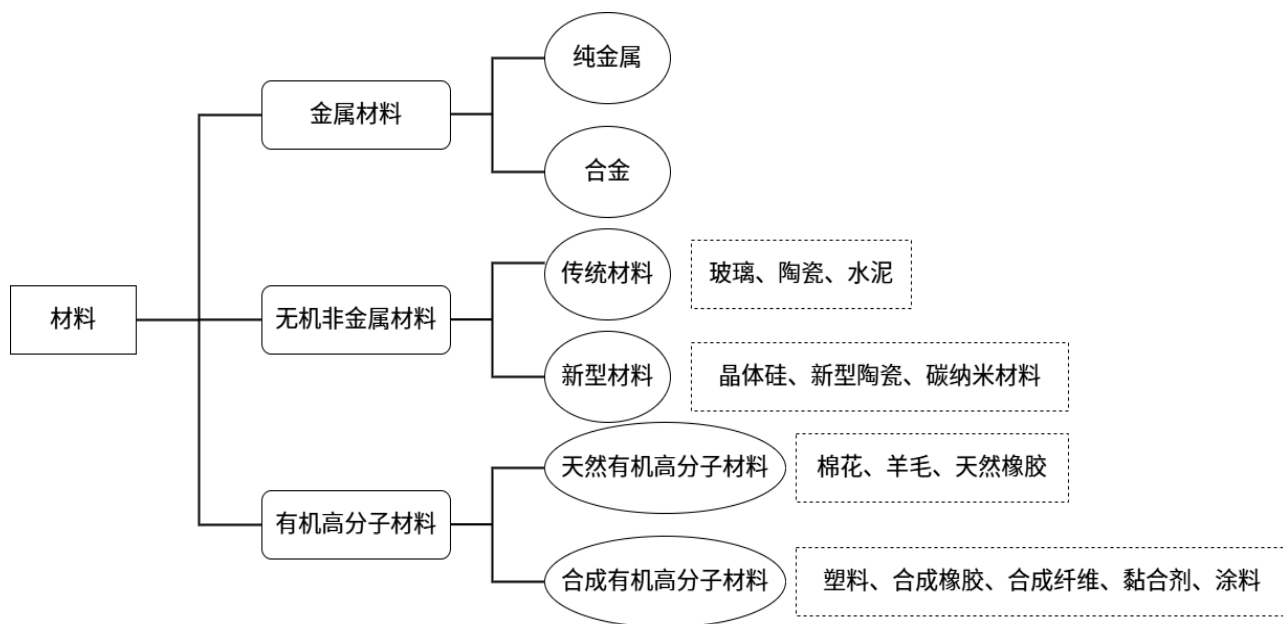 材料
金属材料
纯金属
合金
无机非金属材料
传统材料
玻璃、陶瓷、水泥
新型材料
晶体硅、新型陶瓷、碳纳米材料
有机高分子材料
天然有机高分子材料
棉花、羊毛、天然橡胶
合成有机高分子材料
塑料、合成橡胶、合成纤维、黏合剂、涂料